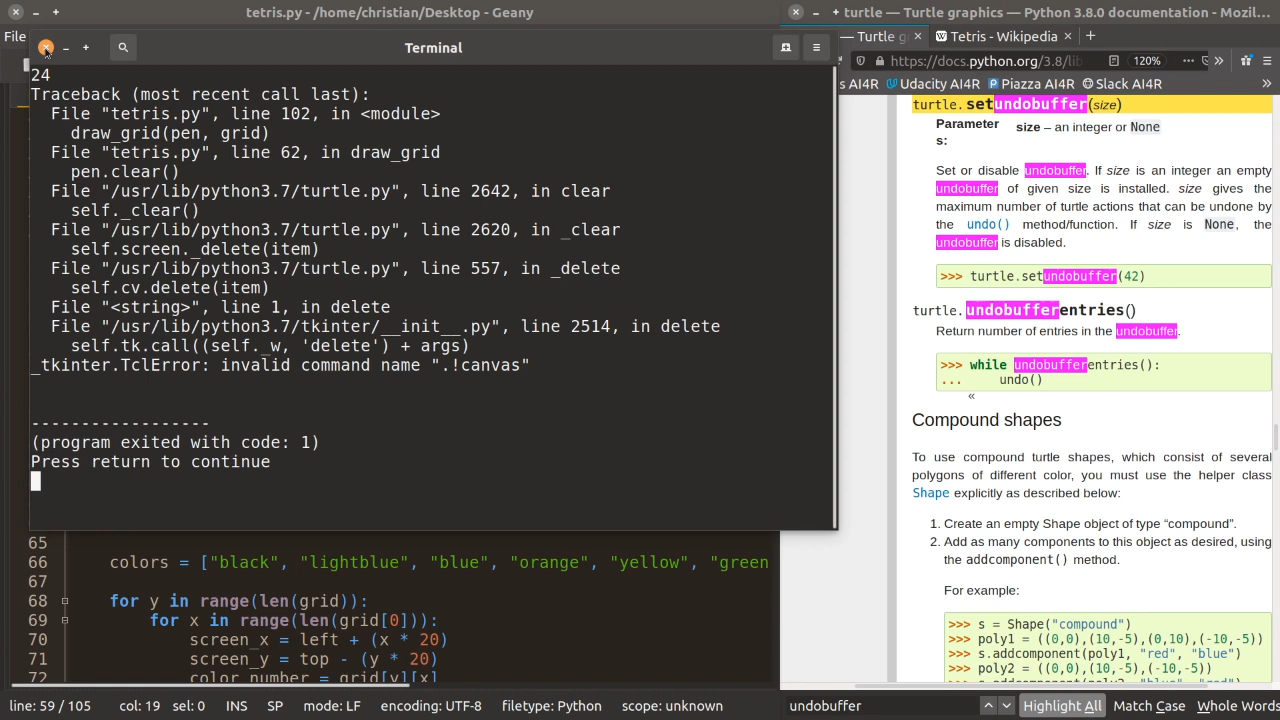 tetris.py - /home/christian/Desktop - Geany
File
Terminal
24
Traceback (most recent call last):
File "tetris.py", line 102, in <module>
draw_grid(pen, grid)
File "tetris.py", line 62, in draw_grid
pen.clear()
File "/usr/lib/python3.7/turtle.py", line 2642, in clear
self._clear()
File "/usr/lib/python3.7/turtle.py", line 2620, in _clear
self.screen._delete(item)
File "/usr/lib/python3.7/turtle.py", line 557, in _delete
self.cv.delete(item)
File "<string>", line 1, in delete
File "/usr/lib/python3.7/tkinter/__init__.py", line 2514, in delete
self.tk.call((self._w, 'delete') + args)
_tkinter.TclError: invalid command name ".!canvas"
------------------
(program exited with code: 1)
Press return to continue
65
66 colors = ["black", "lightblue", "blue", "orange", "yellow", "green
67
68 for y in range(len(grid)):
69 for x in range(len(grid[0])):
70 screen_x = left + (x * 20)
71 screen_y = top - (y * 20)
72 color_number = grid[y][x]
line: 59 / 105 col: 19 sel: 0 INS SP mode: LF encoding: UTF-8 filetype: Python scope: unknown
turtle — Turtle graphics — Python 3.8.0 documentation - Mozil...
— Turtle g
Tetris - Wikipedia
https://docs.python.org/3.8/lib
120%
s AI4R Udacity AI4R Piazza AI4R Slack AI4R
turtle.setundobuffer(size)
Parameter size – an integer or None
s:
Set or disable undobuffer. If size is an integer an empty
undobuffer of given size is installed. size gives the
maximum number of turtle actions that can be undone by
the undo() method/function. If size is None, the
undobuffer is disabled.
>>> turtle.setundobuffer(42)
turtle.undobufferentries()
Return number of entries in the undobuffer.
>>> while undobufferentries():
... undo()
«
Compound shapes
To use compound turtle shapes, which consist of several
polygons of different color, you must use the helper class
Shape explicitly as described below:
1. Create an empty Shape object of type “compound”.
2. Add as many components to this object as desired, using
the addcomponent() method.
For example:
>>> s = Shape("compound")
>>> poly1 = ((0,0),(10,-5),(0,10),(-10,-5))
>>> s.addcomponent(poly1, "red", "blue")
>>> poly2 = ((0,0),(10,-5),(-10,-5))
>>> s.addcomponent(poly2, "blue", "red")
undobuffer Highlight All Match Case Whole Words